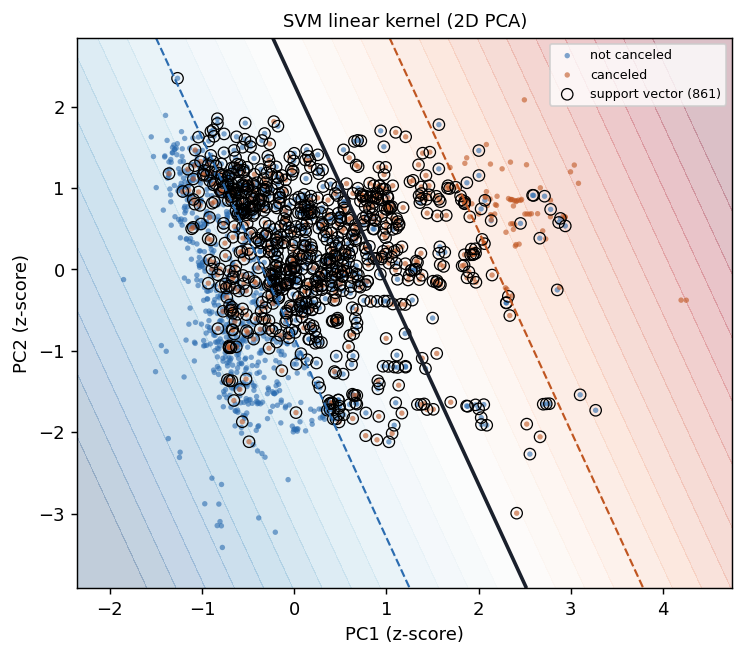 SVM linear kernel (2D PCA)
not canceled
canceled
support vector (861)
2
1
0
−1
−2
−3
PC2 (z-score)
−2 −1 0 1 2 3 4
PC1 (z-score)